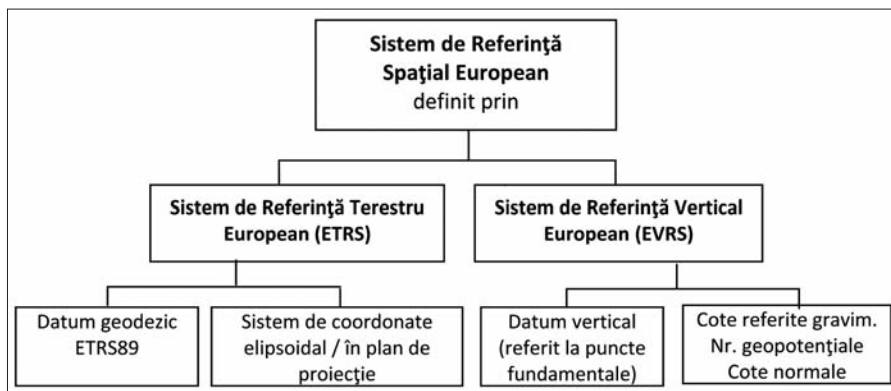 Sistem de Referinţă
Spaţial European
definit prin
Sistem de Referinţă Terestru
European (ETRS)
Sistem de Referinţă Vertical
European (EVRS)
Datum geodezic
ETRS89
Sistem de coordonate
elipsoidal / în plan de
proiecţie
Datum vertical
(referit la puncte
fundamentale)
Cote referite gravim.
Nr. geopotenţiale
Cote normale